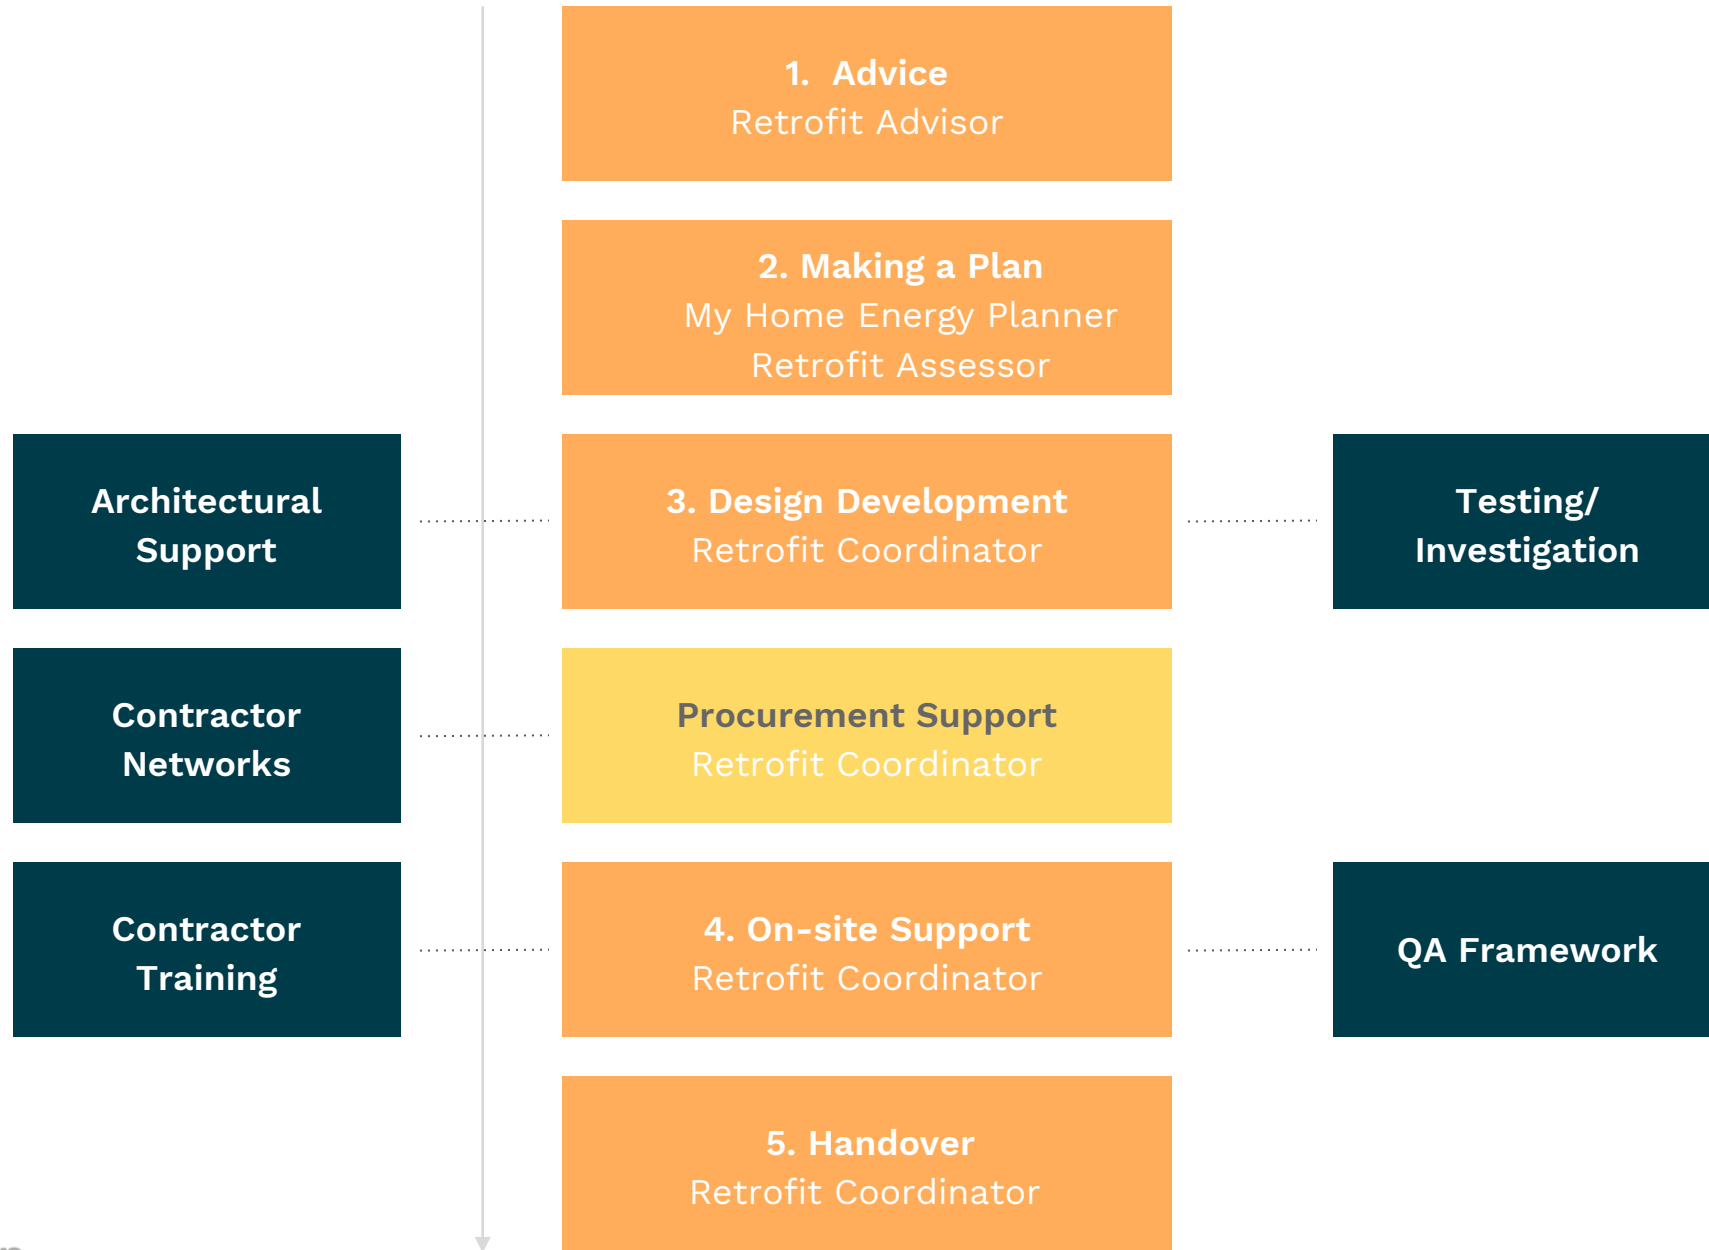 1. Advice
Retrofit Advisor
2. Making a Plan
My Home Energy Planner
Retrofit Assessor
Architectural
Support
3. Design Development
Retrofit Coordinator
Testing/
Investigation
Contractor
Networks
Procurement Support
Retrofit Coordinator
Contractor
Training
4. On-site Support
Retrofit Coordinator
QA Framework
5. Handover
Retrofit Coordinator